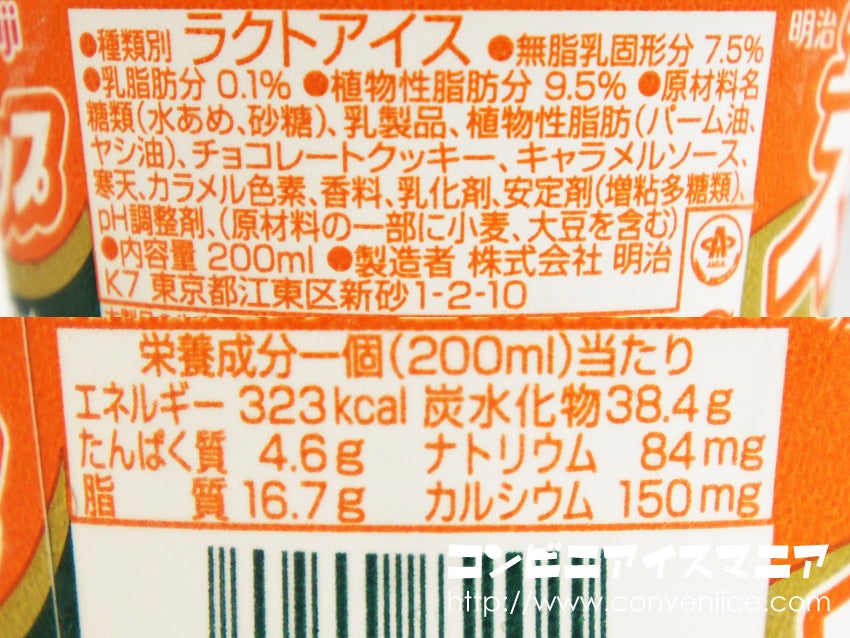 ji
明治
●種類別 ラクトアイス ●無脂乳固形分 7.5%
●乳脂肪分 0.1% ●植物性脂肪分 9.5% ●原材料名
糖類(水あめ、砂糖)、乳製品、植物性脂肪(パーム油、
ヤシ油)、チョコレートクッキー、キャラメルソース、
寒天、カラメル色素、香料、乳化剤、安定剤(増粘多糖類)、
pH調整剤、(原材料の一部に小麦、大豆を含む)
●内容量 200ml ●製造者 株式会社 明治
K7 東京都江東区新砂1-2-10
ップ
栄養成分一個(200ml)当たり
エネルギー 323kcal 炭水化物38.4g
たんぱく質 4.6g ナトリウム 84mg
脂 質 16.7g カルシウム 150mg
コンビニアイスマニア
http://www.conveniice.com